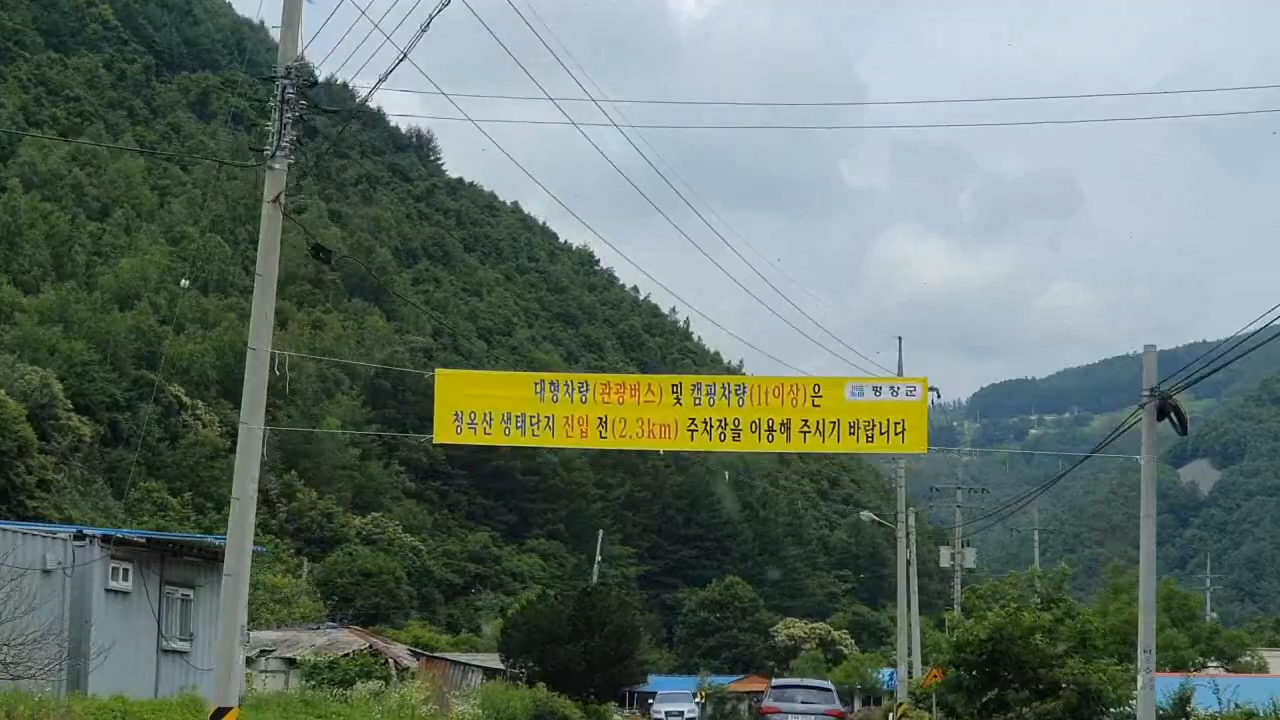 대형차량(관광버스) 및 캠핑차량(1t이상)은 평창군
청옥산 생태단지 진입 전(2.3km) 주차장을 이용해 주시기 바랍니다